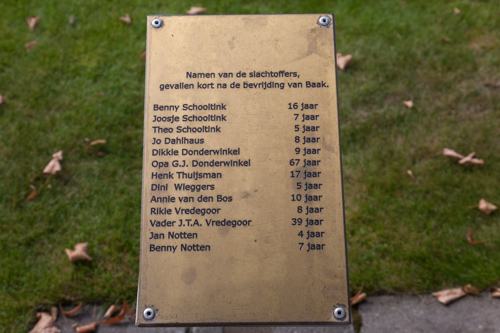 Namen van de slachtoffers,
gevallen kort na de bevrijding van Baak.
Benny Schooltink 16 jaar
Joosje Schooltink 7 jaar
Theo Schooltink 5 jaar
Jo Dahlhaus 8 jaar
Dikkie Donderwinkel 9 jaar
Opa G.J. Donderwinkel 67 jaar
Henk Thuijsman 17 jaar
Dini Wieggers 5 jaar
Annie van den Bos 10 jaar
Rikie Vredegoor 8 jaar
Vader J.T.A. Vredegoor 39 jaar
Jan Notten 4 jaar
Benny Notten 7 jaar